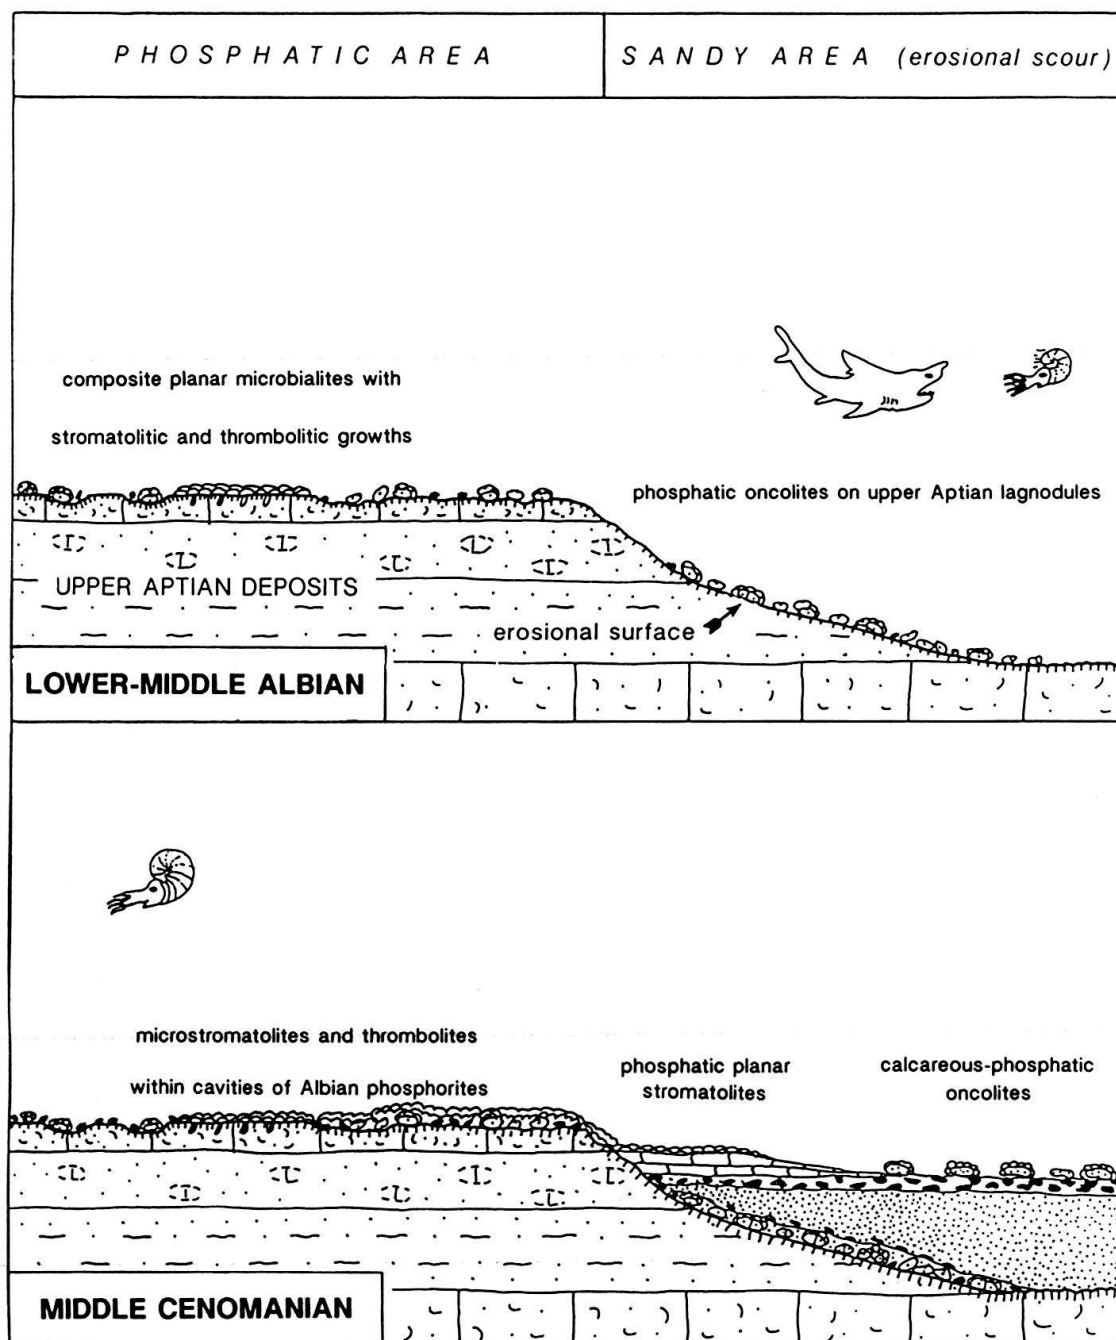 PHOSPHATIC AREA
SANDY AREA (erosional scour)
composite planar microbialites with
stromatolitic and thrombolitic growths
phosphatic oncolites on upper Aptian lagnodules
UPPER APTIAN DEPOSITS
erosional surface
LOWER-MIDDLE ALBIAN
microstromatolites and thrombolites
within cavities of Albian phosphorites
phosphatic planar
stromatolites
calcareous-phosphatic
oncolites
MIDDLE CENOMANIAN